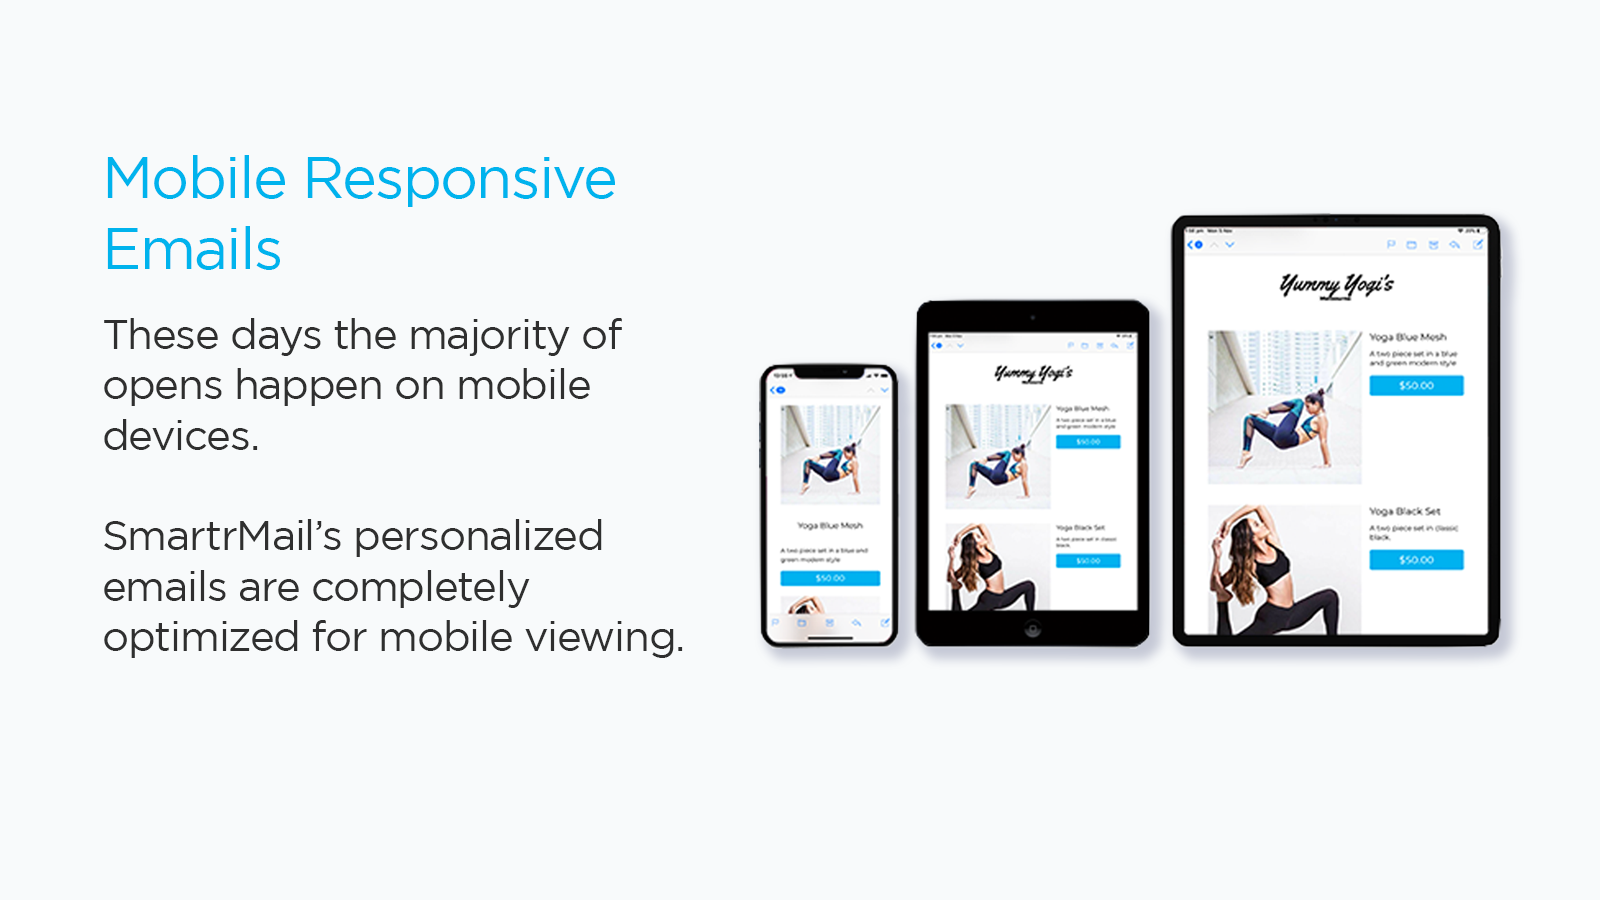 Mobile Responsive
Emails
These days the majority of
opens happen on mobile
devices.
SmartrMail’s personalized
emails are completely
optimized for mobile viewing.
Yoga Blue Mesh
A two piece set in a blue and
green modern style
$50.00
Yummy Yogi's
Yoga Blue Mesh
A two piece set in a blue
and green modern style
$50.00
Yoga Black Set
A two piece set in classic
black.
$50.00
Yummy Yogi's
Melbourne
Yoga Blue Mesh
A two piece set in a blue
and green modern style
$50.00
Yoga Black Set
A two piece set in classic
Black.
$50.00